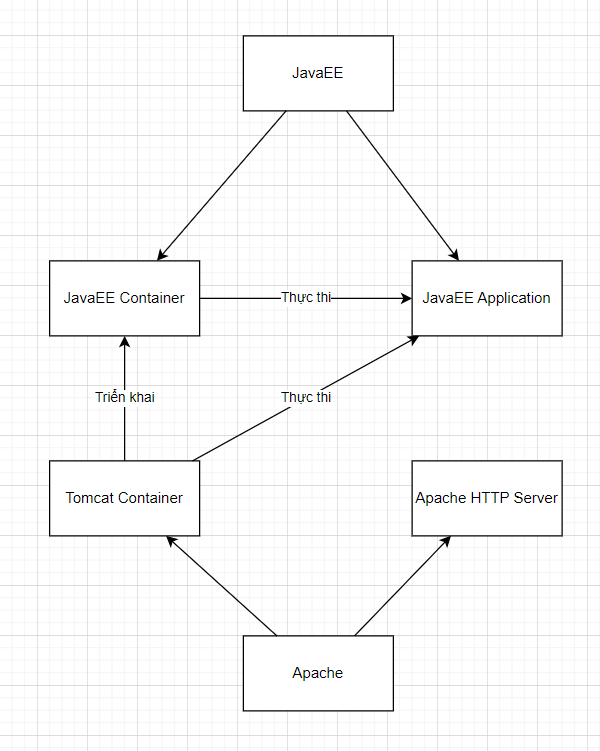 JavaEE
JavaEE Container
Thực thi
JavaEE Application
Triển khai
Thực thi
Tomcat Container
Apache HTTP Server
Apache